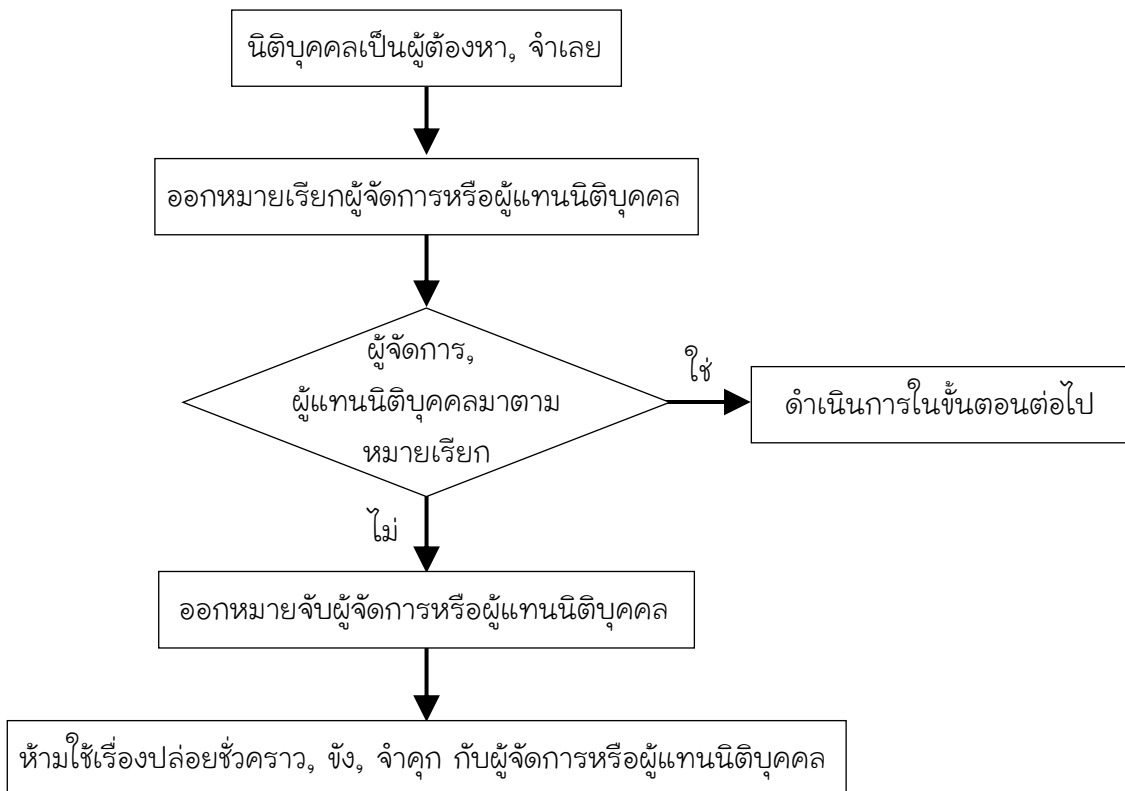 นิติบุคคลเป็นผู้ต้องหา, จำเลย
ออกหมายเรียกผู้จัดการหรือผู้แทนนิติบุคคล
ผู้จัดการ,
ผู้แทนนิติบุคคลมาตาม
หมายเรียก
ใช่
ดำเนินการในขั้นตอนต่อไป
ไม่
ออกหมายจับผู้จัดการหรือผู้แทนนิติบุคคล
ห้ามใช้เรื่องปล่อยชั่วคราว, ขัง, จำคุก กับผู้จัดการหรือผู้แทนนิติบุคคล